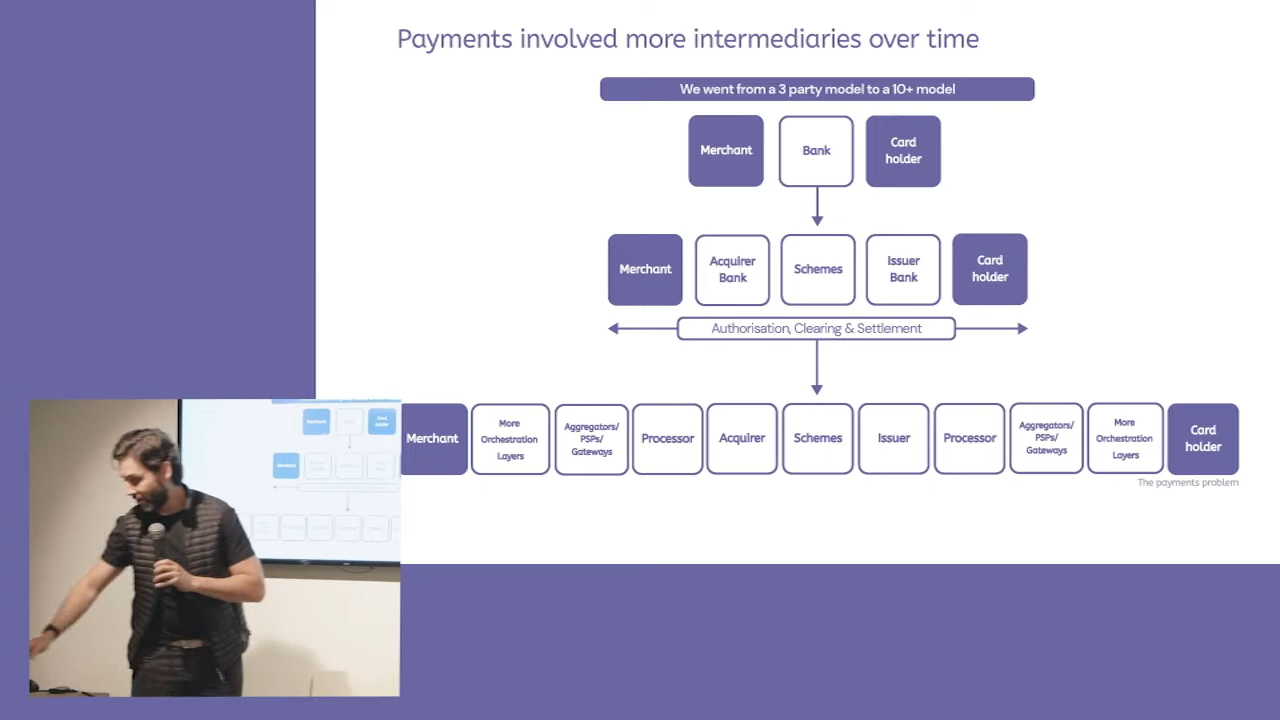 Payments involved more intermediaries over time
We went from a 3 party model to a 10+ model
Merchant
Bank
Card
holder
Merchant
Acquirer
Bank
Schemes
Issuer
Bank
Card
holder
Authorisation, Clearing & Settlement
Merchant
More
Orchestration
Layers
Aggregators/
PSPs/
Gateways
Processor
Acquirer
Schemes
Issuer
Processor
Aggregators/
PSPs/
Gateways
More
Orchestration
Layers
Card
holder
The payments problem